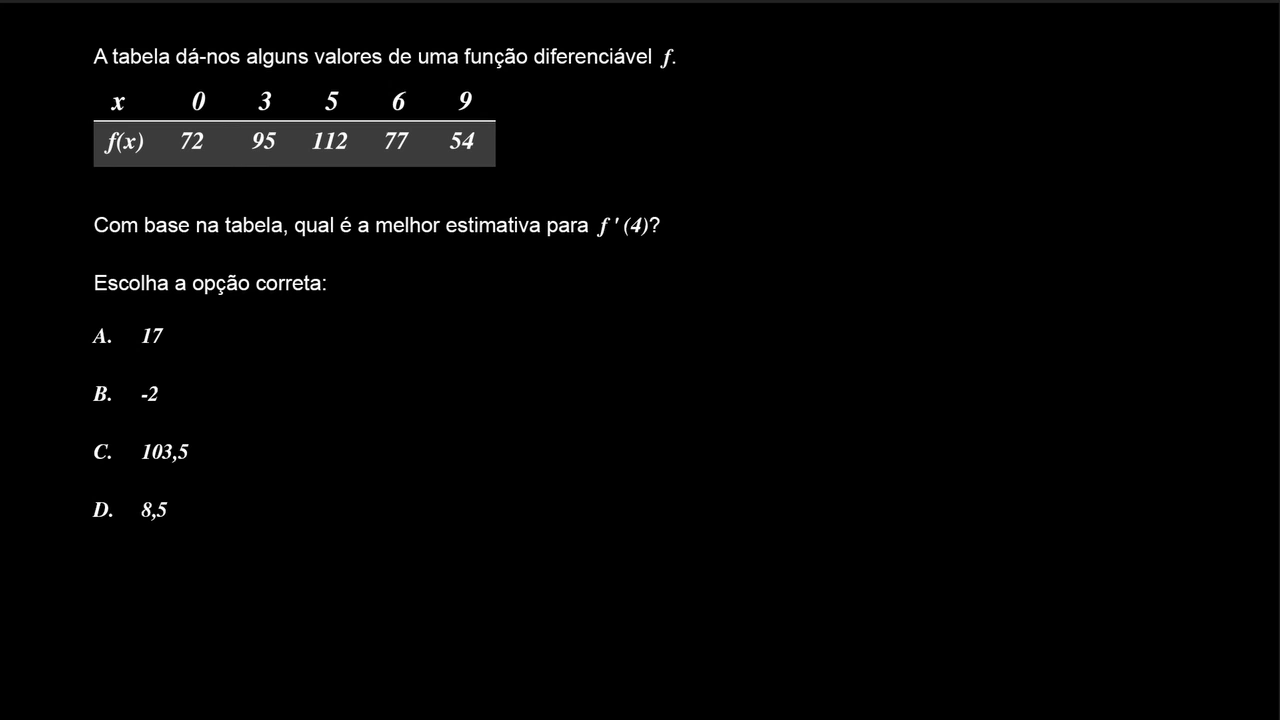 A tabela dá-nos alguns valores de uma função diferenciável f.
x 0 3 5 6 9
f(x) 72 95 112 77 54
Com base na tabela, qual é a melhor estimativa para f ' (4)?
Escolha a opção correta:
A. 17
B. -2
C. 103,5
D. 8,5